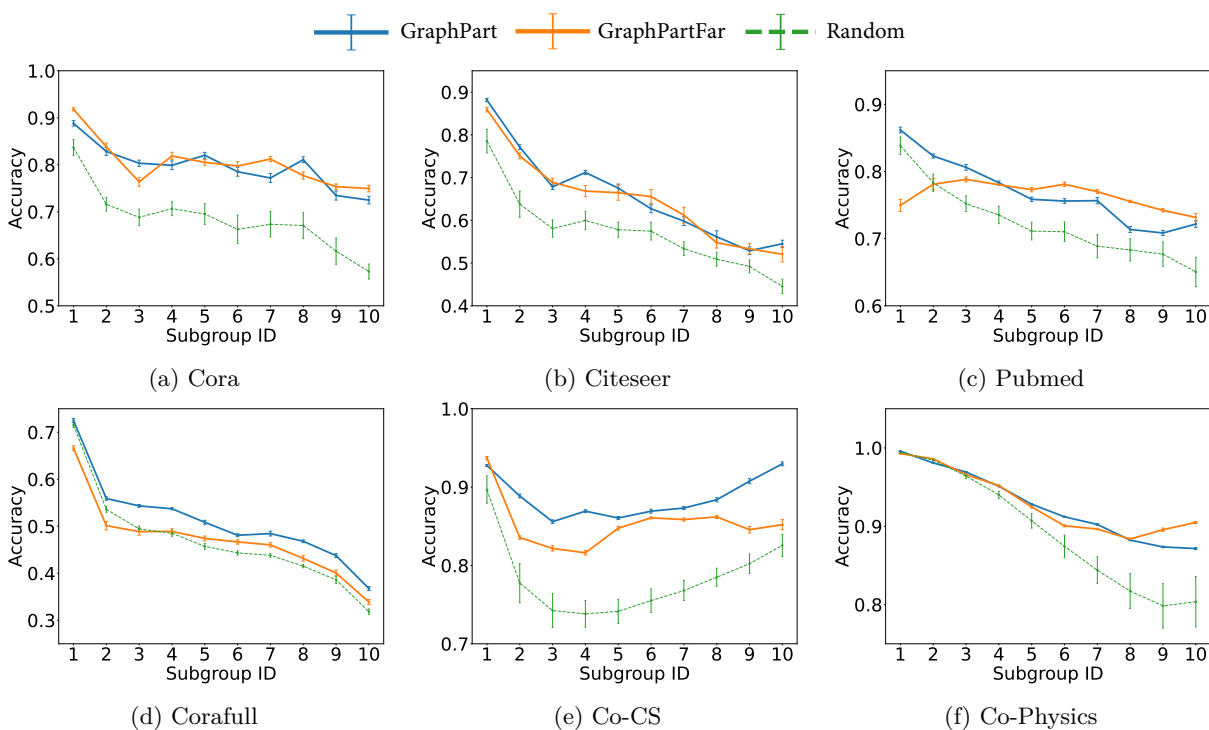 GraphPart GraphPartFar Random
1.0 0.9 0.8 0.7 0.6 0.5
Accuracy
1 2 3 4 5 6 7 8 9 10
Subgroup ID
(a) Cora
0.9 0.8 0.7 0.6 0.5 0.4
Accuracy
1 2 3 4 5 6 7 8 9 10
Subgroup ID
(b) Citeseer
0.9 0.8 0.7 0.6
Accuracy
1 2 3 4 5 6 7 8 9 10
Subgroup ID
(c) Pubmed
0.7 0.6 0.5 0.4 0.3
Accuracy
1 2 3 4 5 6 7 8 9 10
Subgroup ID
(d) Corafull
1.0 0.9 0.8 0.7
Accuracy
1 2 3 4 5 6 7 8 9 10
Subgroup ID
(e) Co-CS
1.0 0.9 0.8
Accuracy
1 2 3 4 5 6 7 8 9 10
Subgroup ID
(f) Co-Physics